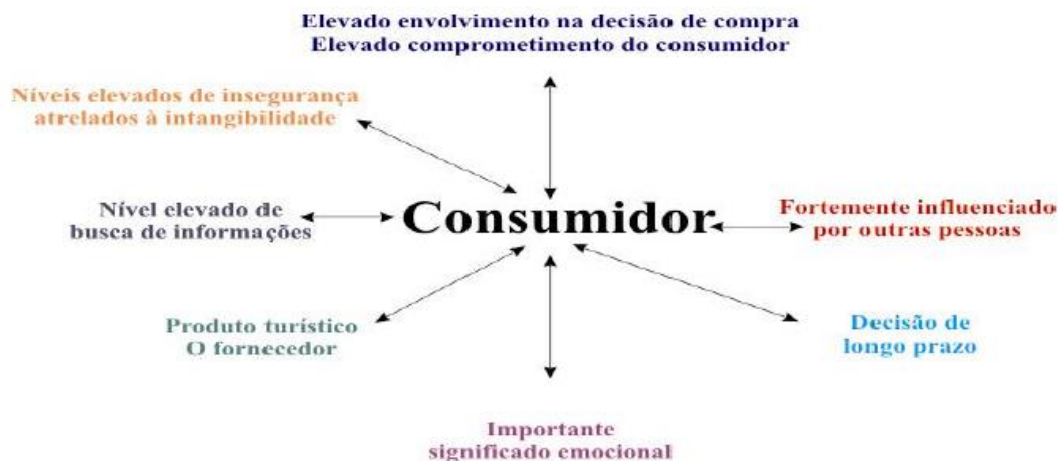 Elevado envolvimento na decisão de compra
Elevado comprometimento do consumidor
Níveis elevados de insegurança
atrelados à intangibilidade
Nível elevado de
busca de informações
Consumidor
Fortemente influenciado
por outras pessoas
Produto turístico
O fornecedor
Decisão de
longo prazo
Importante
significado emocional